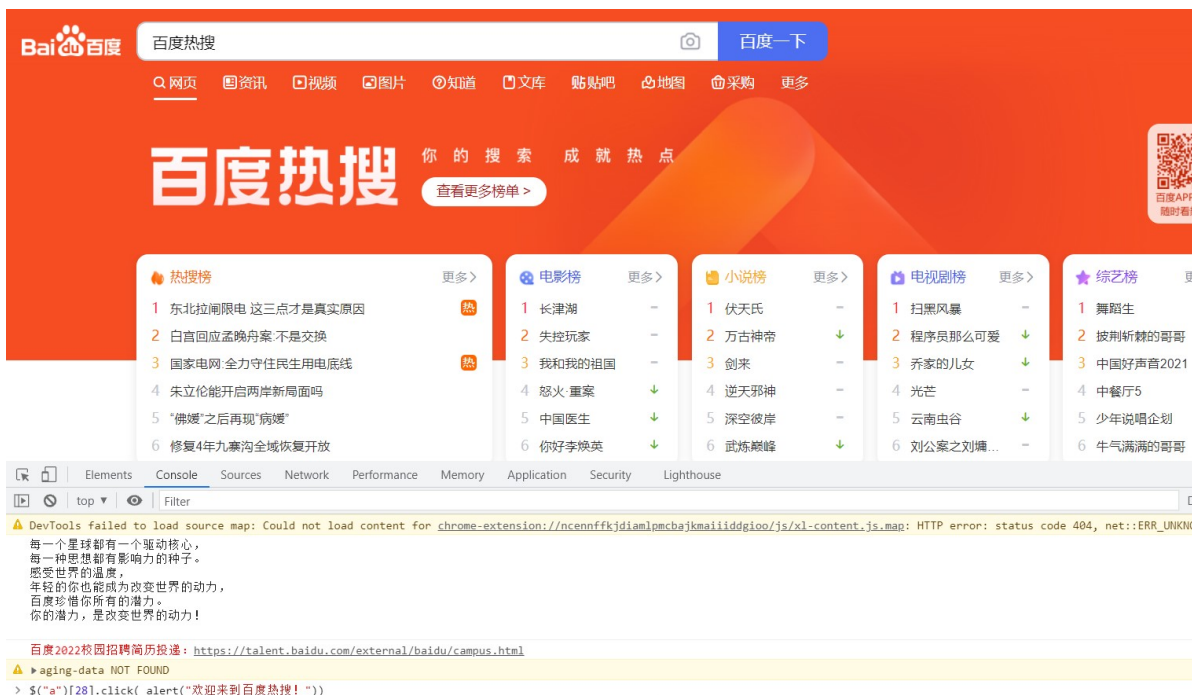 Bai du 百度
百度热搜
百度一下
网页 资讯 视频 图片 知道 文库 贴吧 地图 采购 更多
百度热搜
你的搜索 成就热点
查看更多榜单 >
百度APP
随时看
热搜榜 更多>
1 东北拉闸限电 这三点才是真实原因 热
2 白宫回应孟晚舟案:不是交换
3 国家电网:全力守住民生用电底线 热
4 朱立伦能开启两岸新局面吗
5 “佛媛”之后再现“病媛”
6 修复4年九寨沟全域恢复开放
电影榜 更多>
1 长津湖 -
2 失控玩家 -
3 我和我的祖国 -
4 怒火·重案 ↓
5 中国医生 ↓
6 你好李焕英 ↓
小说榜 更多>
1 伏天氏 -
2 万古神帝 ↓
3 剑来 -
4 逆天邪神 -
5 深空彼岸 -
6 武炼巅峰 ↓
电视剧榜 更多>
1 扫黑风暴 -
2 程序员那么可爱 ↓
3 乔家的儿女 ↓
4 光芒 -
5 云南虫谷 ↓
6 刘公案之刘墉... -
综艺榜
1 舞蹈生
2 披荆斩棘的哥哥
3 中国好声音2021
4 中餐厅5
5 少年说唱企划
6 牛气满满的哥哥
Elements Console Sources Network Performance Memory Application Security Lighthouse
top ▼ Filter
DevTools failed to load source map: Could not load content for chrome-extension://ncennffkjdiamlpmcbajkmaiiiddgioo/js/xl-content.js.map: HTTP error: status code 404, net::ERR_UNKN
每一个星球都有一个驱动核心，
每一种思想都有影响力的种子。
感受世界的温度，
年轻的你也能成为改变世界的动力，
百度珍惜你所有的潜力。
你的潜力，是改变世界的动力！
百度2022校园招聘简历投递：https://talent.baidu.com/external/baidu/campus.html
▶aging-data NOT FOUND
> $("a")[28].click( alert("欢迎来到百度热搜！"))